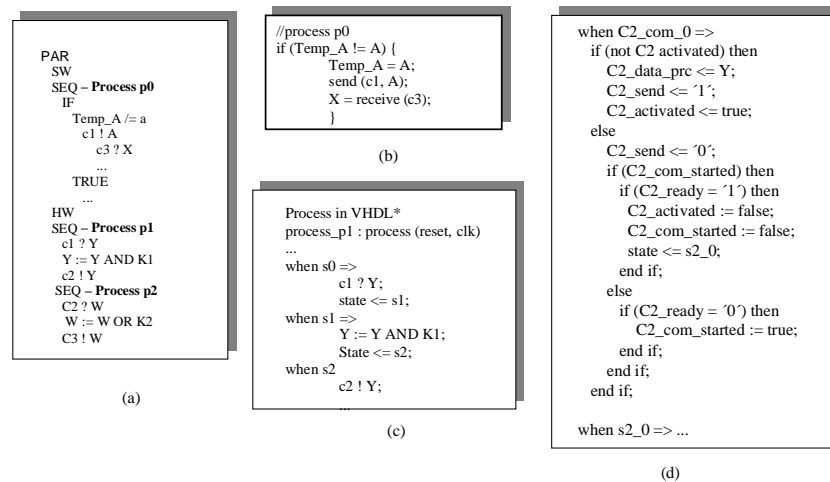 PAR
SW
SEQ – Process p0
IF
Temp_A /= a
c1 ! A
c3 ? X
...
TRUE
...
HW
SEQ – Process p1
c1 ? Y
Y := Y AND K1
c2 ! Y
SEQ – Process p2
C2 ? W
W := W OR K2
C3 ! W
(a)
//process p0
if (Temp_A != A) {
Temp_A = A;
send (c1, A);
X = receive (c3);
}
(b)
Process in VHDL*
process_p1 : process (reset, clk)
...
when s0 =>
c1 ? Y;
state <= s1;
when s1 =>
Y := Y AND K1;
State <= s2;
when s2
c2 ! Y;
...
(c)
when C2_com_0 =>
if (not C2 activated) then
C2_data_prc <= Y;
C2_send <= ´1´;
C2_activated <= true;
else
C2_send <= ´0´;
if (C2_com_started) then
if (C2_ready = ´1´) then
C2_activated := false;
C2_com_started := false;
state <= s2_0;
end if;
else
if (C2_ready = ´0´) then
C2_com_started := true;
end if;
end if;
end if;
when s2_0 => ...
(d)